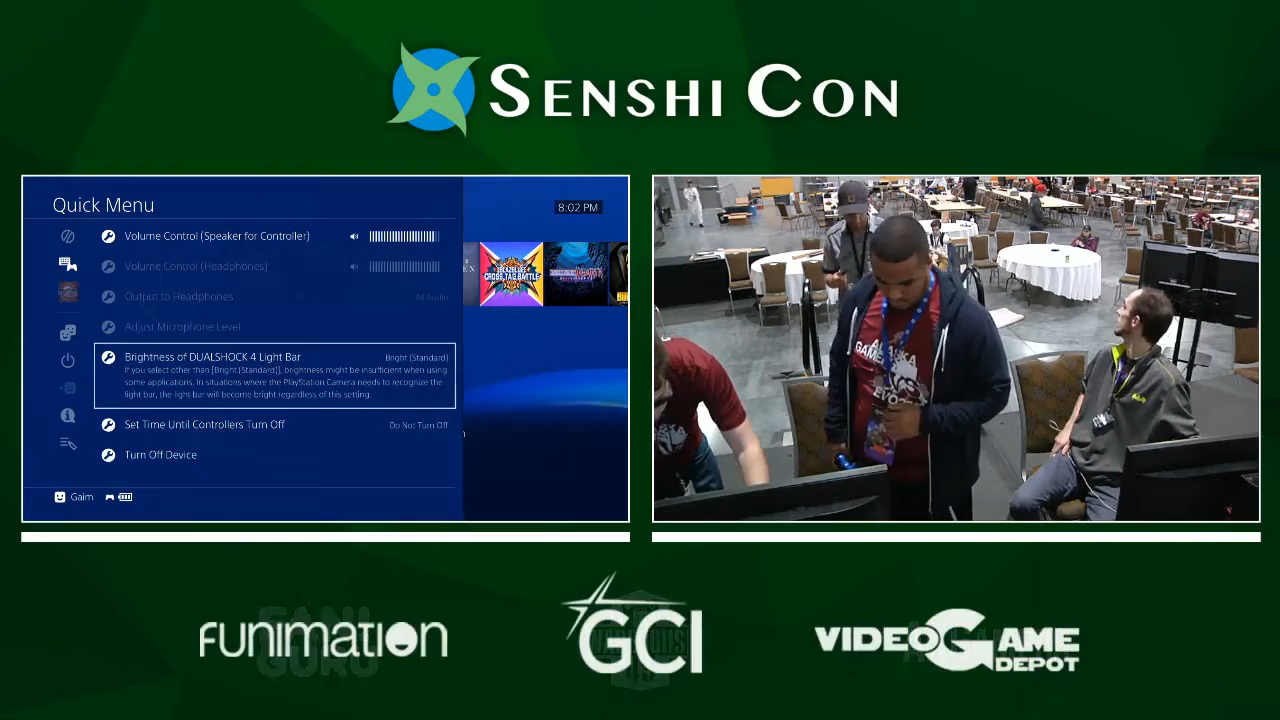 SENSHI CON
Quick Menu
8:02 PM
Volume Control (Speaker for Controller)
Volume Control (Headphones)
Output to Headphones All Audio
Adjust Microphone Level
Brightness of DUALSHOCK 4 Light Bar Bright (Standard)
If you select other than [Bright (Standard)], brightness might be insufficient when using
some applications. In situations where the PlayStation Camera needs to recognize the
light bar, the light bar will become bright regardless of this setting.
Set Time Until Controllers Turn Off Do Not Turn Off
Turn Off Device
Gaim
BLAZBLUE
CROSS TAG BATTLE
ALASKA
GAME
EVO
FUNIMATION
GCI
VIDEO GAME
DEPOT